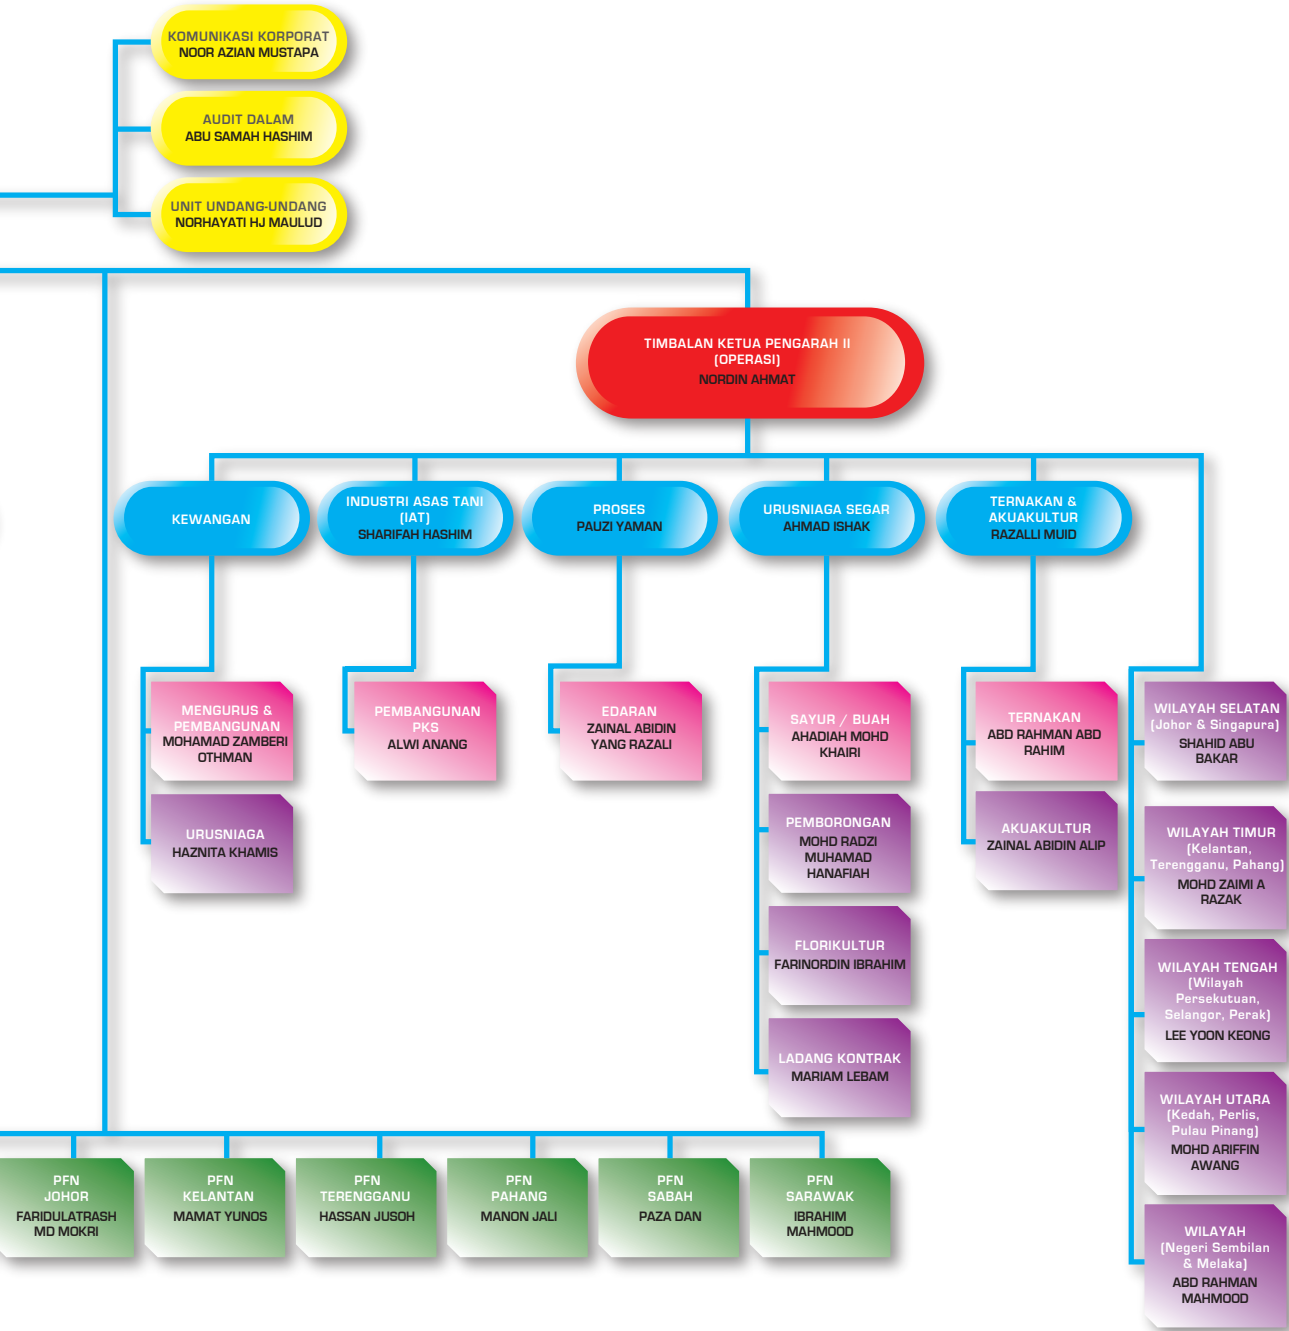 KOMUNIKASI KORPORAT
NOOR AZIAN MUSTAPA
AUDIT DALAM
ABU SAMAH HASHIM
UNIT UNDANG-UNDANG
NORHAYATI HJ MAULUD
TIMBALAN KETUA PENGARAH II
(OPERASI)
NORDIN AHMAT
KEWANGAN
INDUSTRI ASAS TANI
(IAT)
SHARIFAH HASHIM
PROSES
PAUZI YAMAN
URUSNIAGA SEGAR
AHMAD ISHAK
TERNAKAN &
AKUAKULTUR
RAZALLI MUID
MENGURUS &
PEMBANGUNAN
MOHAMAD ZAMBERI
OTHMAN
URUSNIAGA
HAZNITA KHAMIS
PEMBANGUNAN
PKS
ALWI ANANG
EDARAN
ZAINAL ABIDIN
YANG RAZALI
SAYUR / BUAH
AHADIAH MOHD
KHAIRI
PEMBORONGAN
MOHD RADZI
MUHAMAD
HANAFIAH
FLORIKULTUR
FARINORDIN IBRAHIM
LADANG KONTRAK
MARIAM LEBAM
TERNAKAN
ABD RAHMAN ABD
RAHIM
AKUAKULTUR
ZAINAL ABIDIN ALIP
WILAYAH SELATAN
(Johor & Singapura)
SHAHID ABU
BAKAR
WILAYAH TIMUR
(Kelantan,
Terengganu, Pahang)
MOHD ZAIMI A
RAZAK
WILAYAH TENGAH
(Wilayah
Persekutuan,
Selangor, Perak)
LEE YOON KEONG
WILAYAH UTARA
(Kedah, Perlis,
Pulau Pinang)
MOHD ARIFFIN
AWANG
WILAYAH
(Negeri Sembilan
& Melaka)
ABD RAHMAN
MAHMOOD
PFN
JOHOR
FARIDULATRASH
MD MOKRI
PFN
KELANTAN
MAMAT YUNOS
PFN
TERENGGANU
HASSAN JUSOH
PFN
PAHANG
MANON JALI
PFN
SABAH
PAZA DAN
PFN
SARAWAK
IBRAHIM
MAHMOOD